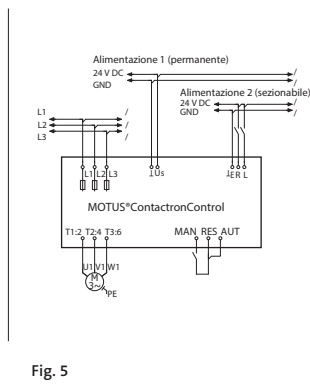 Alimentazione 1 (permanente)
24 V DC
GND
Alimentazione 2 (sezionabile)
24 V DC
GND
L1
L2
L3
L1 L2 L3
⊥ Us
⊥ ER L
MOTUS®ContactronControl
T1:2 T2:4 T3:6
MAN RES AUT
U1 V1 W1
M
3~
PE
Fig. 5